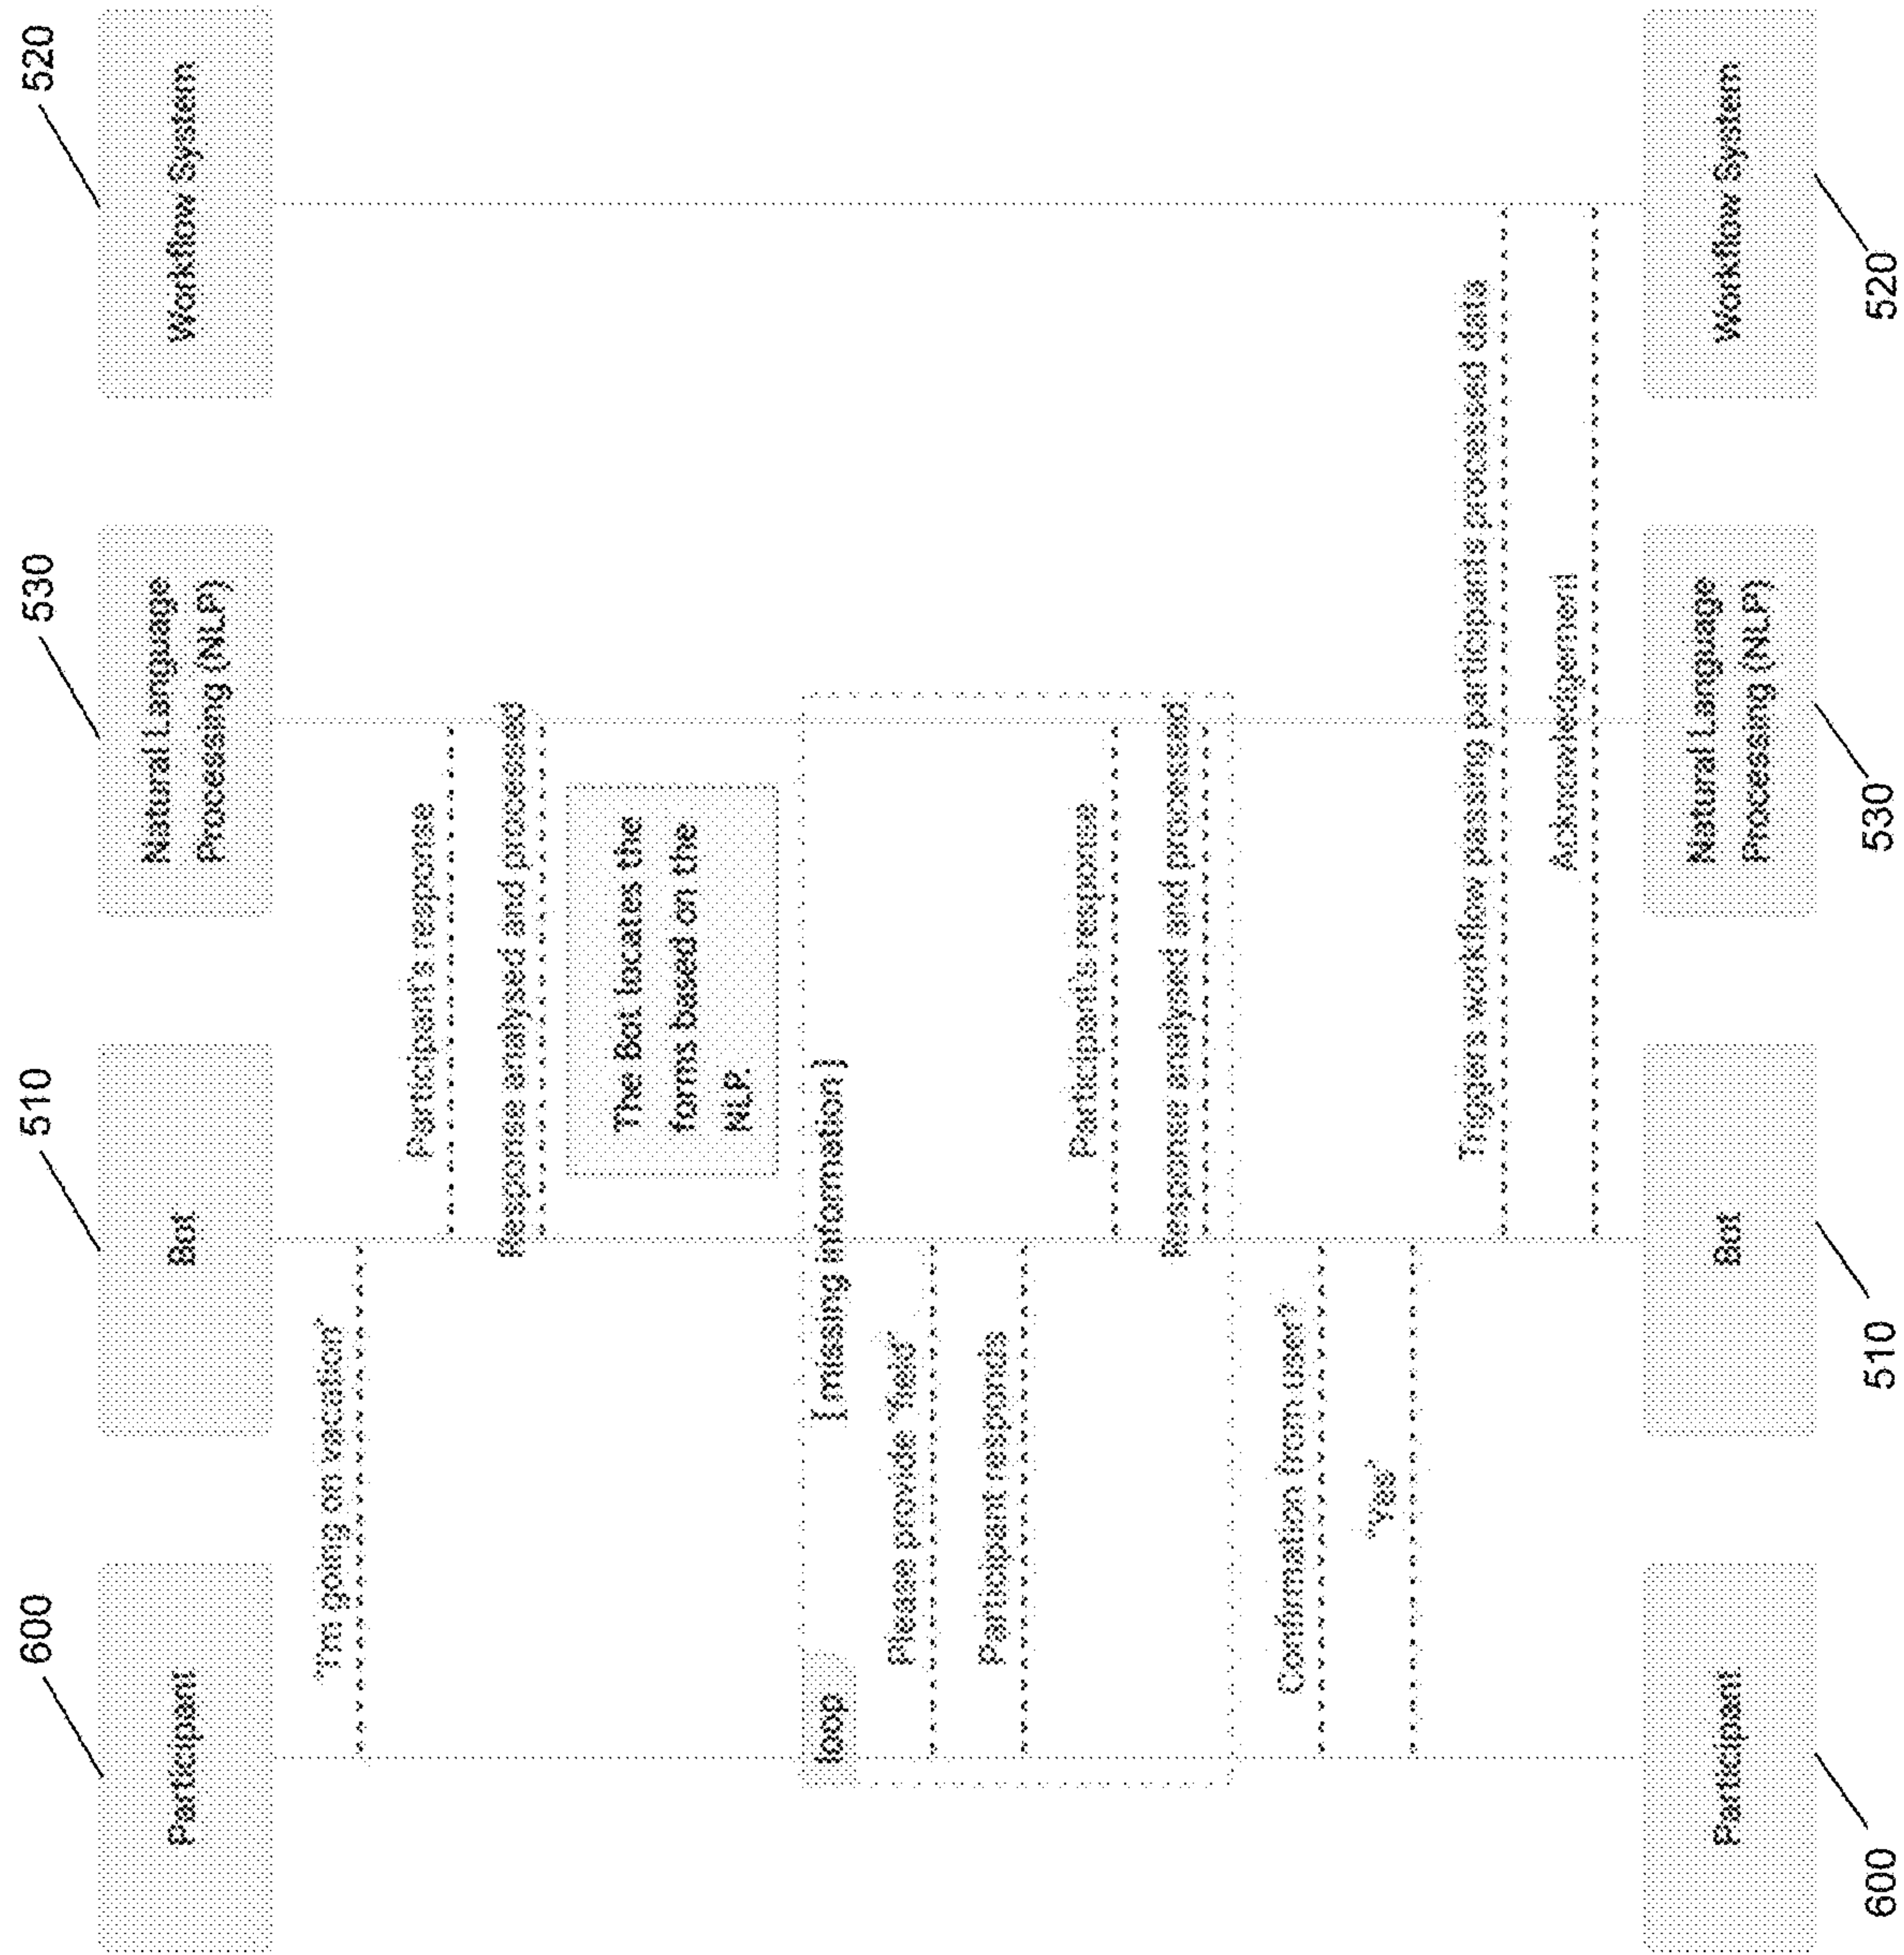 600
510
530
520
Participant
Bot
Natural Language
Processing (NLP)
Workflow System
"I'm going on vacation"
Participant's response
Response analysed and processed
The Bot locates the
forms based on the
NLP.
loop
[ missing information ]
Please provide "field"
Participant responds
Participant's response
Response analysed and processed
Confirmation from user?
"Yes"
Triggers workflow passing participants processed data
Acknowledgement
Participant
Bot
Natural Language
Processing (NLP)
Workflow System
600
510
530
520